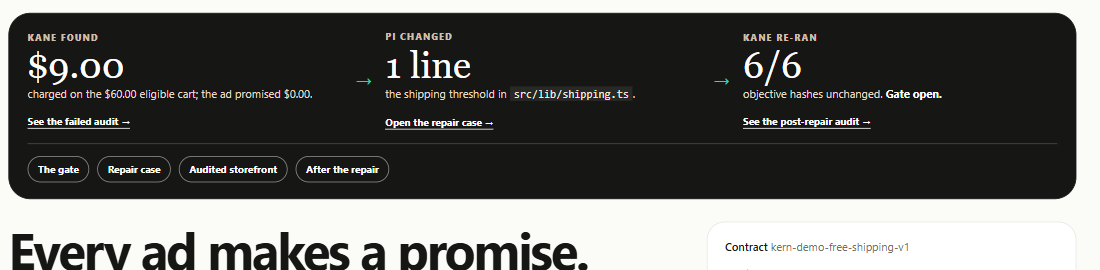 KANE FOUND
$9.00
charged on the $60.00 eligible cart; the ad promised $0.00.
See the failed audit →
→
PI CHANGED
1 line
the shipping threshold in src/lib/shipping.ts.
Open the repair case →
→
KANE RE-RAN
6/6
objective hashes unchanged. Gate open.
See the post-repair audit →
The gate
Repair case
Audited storefront
After the repair
Every ad makes a promise.
Contract kern-demo-free-shipping-v1